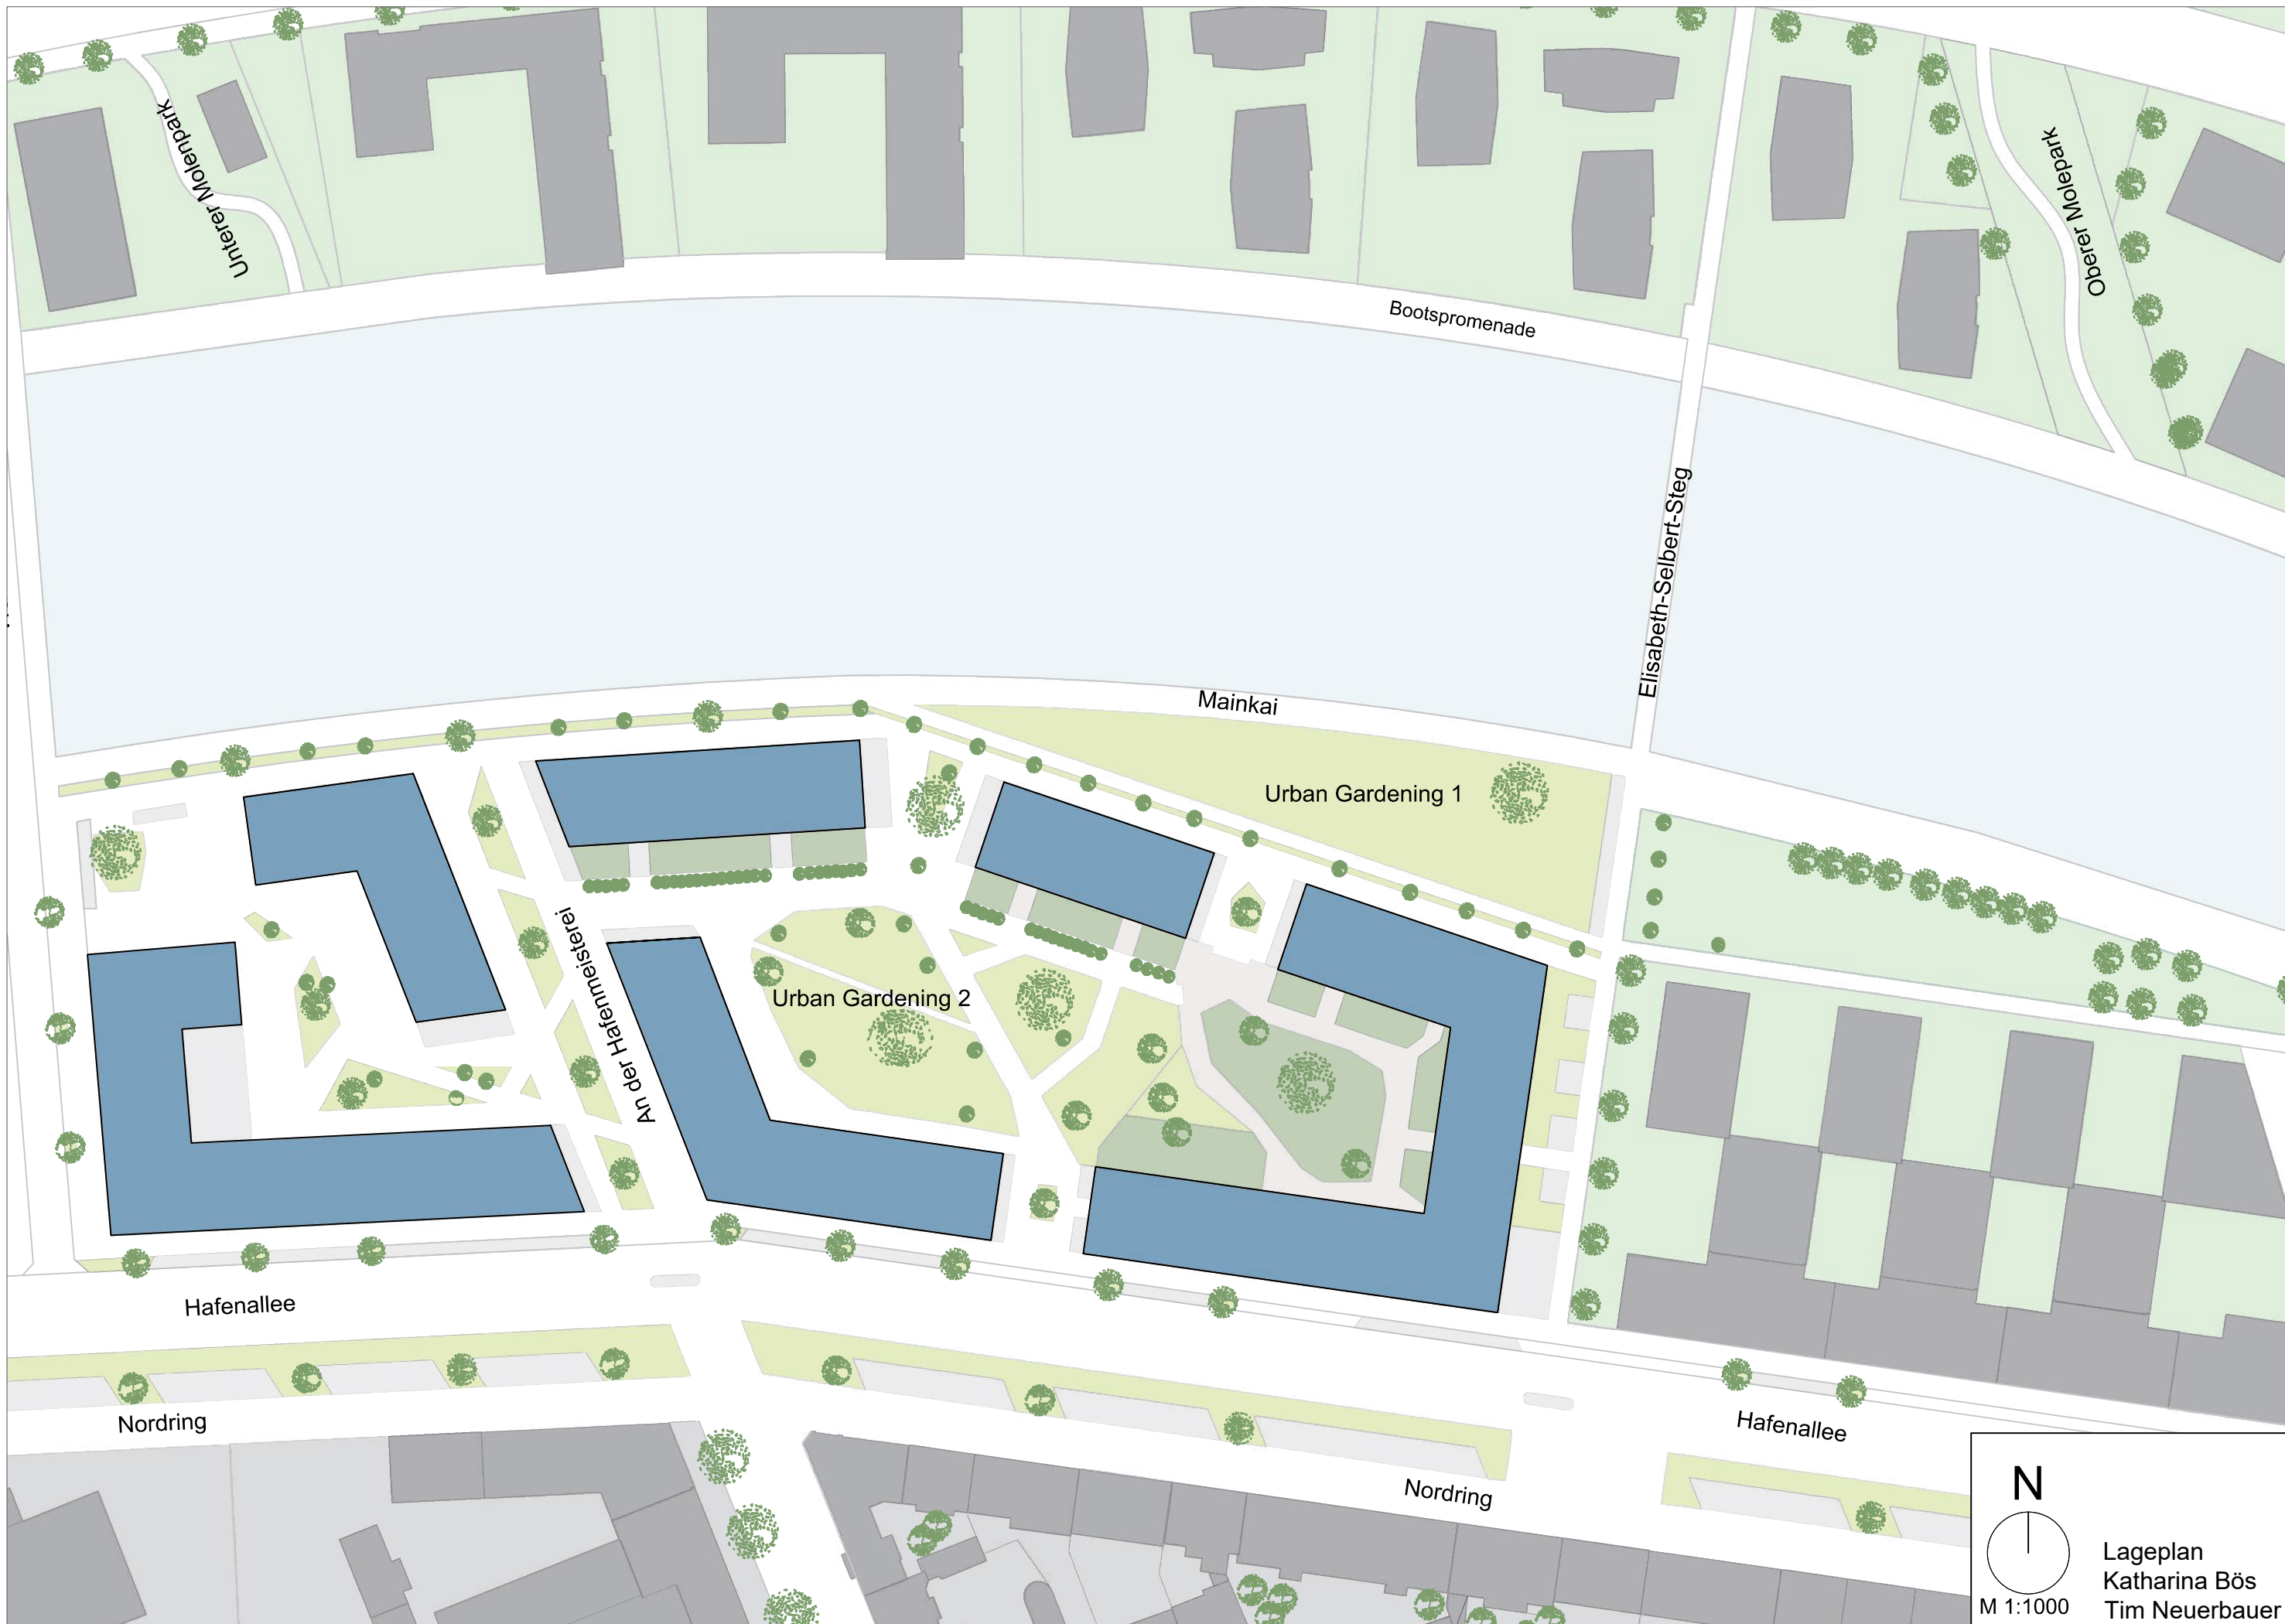 Unterer Molenpark
Oberer Molepark
Bootspromenade
Elisabeth-Selbert-Steg
Mainkai
Urban Gardening 1
An der Hafenmeisterei
Urban Gardening 2
Hafenallee
Nordring
Hafenallee
Nordring
N
Lageplan
Katharina Bös
M 1:1000
Tim Neuerbauer